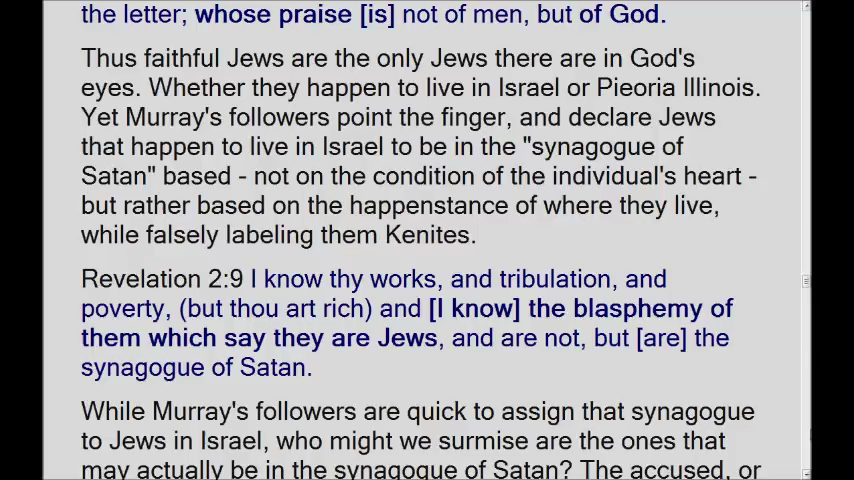 the letter; whose praise [is] not of men, but of God.
Thus faithful Jews are the only Jews there are in God's
eyes. Whether they happen to live in Israel or Pieoria Illinois.
Yet Murray's followers point the finger, and declare Jews
that happen to live in Israel to be in the "synagogue of
Satan" based - not on the condition of the individual's heart -
but rather based on the happenstance of where they live,
while falsely labeling them Kenites.
Revelation 2:9 I know thy works, and tribulation, and
poverty, (but thou art rich) and [I know] the blasphemy of
them which say they are Jews, and are not, but [are] the
synagogue of Satan.
While Murray's followers are quick to assign that synagogue
to Jews in Israel, who might we surmise are the ones that
may actually be in the synagogue of Satan? The accused, or